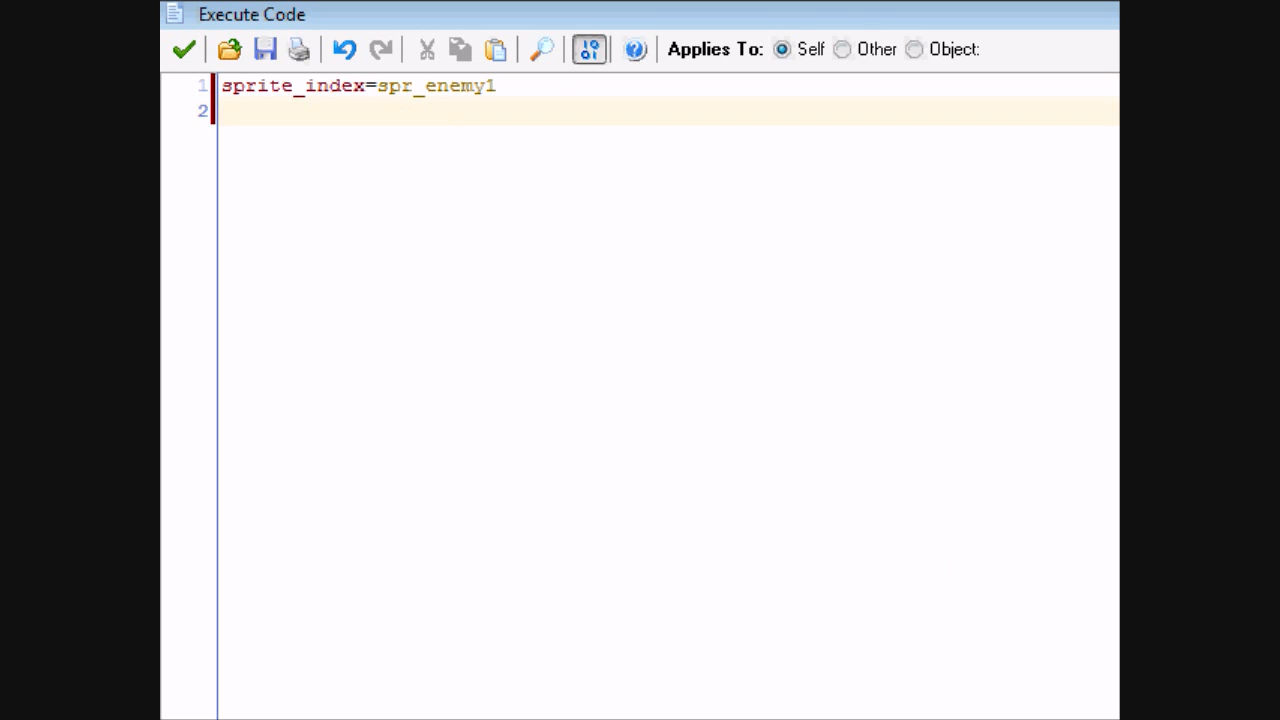 Execute Code
Applies To: Self Other Object:
1 sprite_index=spr_enemy1
2